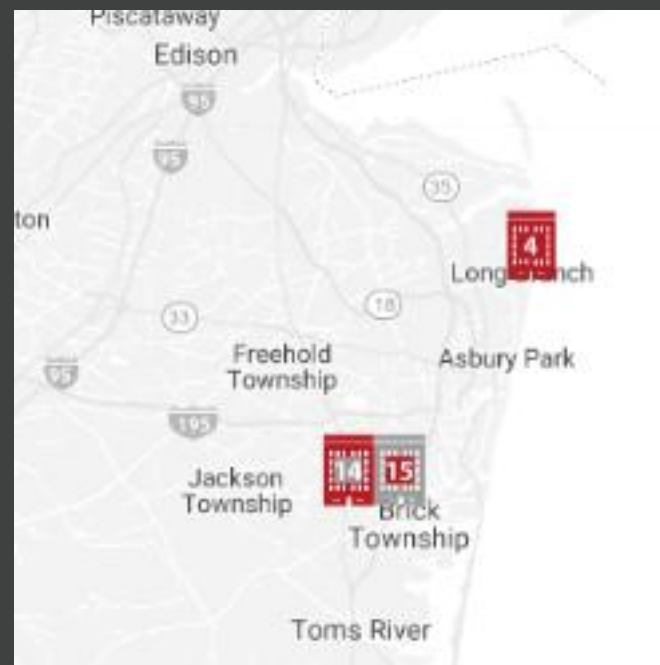 Piscataway
Edison
95
95
35
ton
4
Long Branch
18
33
Freehold
Township
Asbury Park
95
195
14
15
Jackson
Township
Brick
Township
Toms River